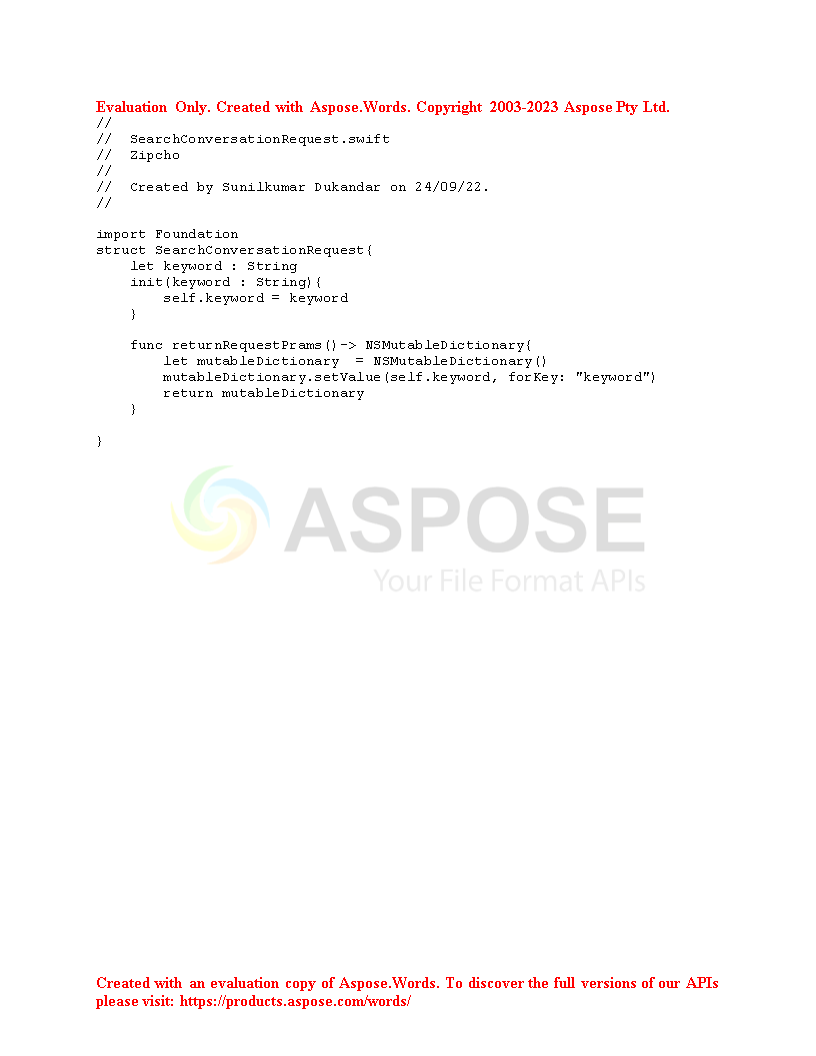 Evaluation Only. Created with Aspose.Words. Copyright 2003-2023 Aspose Pty Ltd.
//
//  SearchConversationRequest.swift
//  Zipcho
//
//  Created by Sunilkumar Dukandar on 24/09/22.
//
import Foundation
struct SearchConversationRequest{
    let keyword : String
    init(keyword : String){
        self.keyword = keyword
    }
    func returnRequestPrams()-> NSMutableDictionary{
        let mutableDictionary  = NSMutableDictionary()
        mutableDictionary.setValue(self.keyword, forKey: "keyword")
        return mutableDictionary
    }
}
ASPOSE
Your File Format APIs
Created with an evaluation copy of Aspose.Words. To discover the full versions of our APIs
please visit: https://products.aspose.com/words/